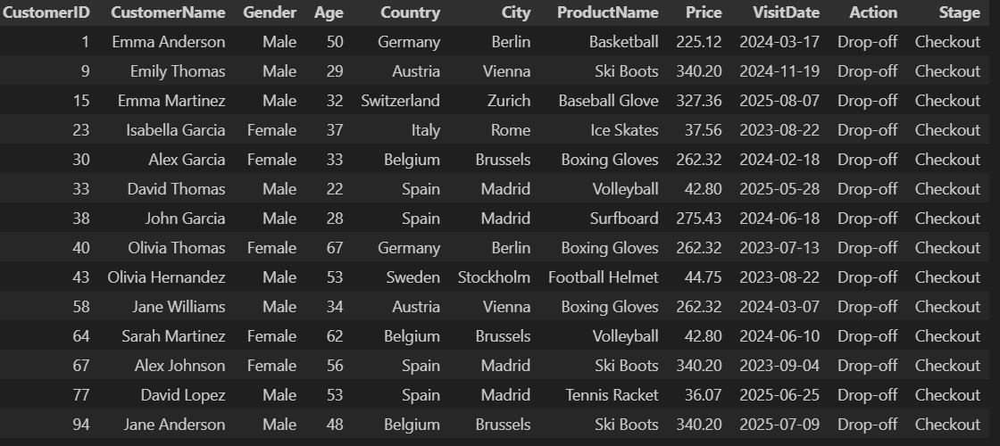 CustomerID CustomerName Gender Age Country City ProductName Price VisitDate Action Stage
1 Emma Anderson Male 50 Germany Berlin Basketball 225.12 2024-03-17 Drop-off Checkout
9 Emily Thomas Male 29 Austria Vienna Ski Boots 340.20 2024-11-19 Drop-off Checkout
15 Emma Martinez Male 32 Switzerland Zurich Baseball Glove 327.36 2025-08-07 Drop-off Checkout
23 Isabella Garcia Female 37 Italy Rome Ice Skates 37.56 2023-08-22 Drop-off Checkout
30 Alex Garcia Female 33 Belgium Brussels Boxing Gloves 262.32 2024-02-18 Drop-off Checkout
33 David Thomas Male 22 Spain Madrid Volleyball 42.80 2025-05-28 Drop-off Checkout
38 John Garcia Male 28 Spain Madrid Surfboard 275.43 2024-06-18 Drop-off Checkout
40 Olivia Thomas Female 67 Germany Berlin Boxing Gloves 262.32 2023-07-13 Drop-off Checkout
43 Olivia Hernandez Male 53 Sweden Stockholm Football Helmet 44.75 2023-08-22 Drop-off Checkout
58 Jane Williams Male 34 Austria Vienna Boxing Gloves 262.32 2024-03-07 Drop-off Checkout
64 Sarah Martinez Female 62 Belgium Brussels Volleyball 42.80 2024-06-10 Drop-off Checkout
67 Alex Johnson Female 56 Spain Madrid Ski Boots 340.20 2023-09-04 Drop-off Checkout
77 David Lopez Male 53 Spain Madrid Tennis Racket 36.07 2025-06-25 Drop-off Checkout
94 Jane Anderson Male 48 Belgium Brussels Ski Boots 340.20 2025-07-09 Drop-off Checkout